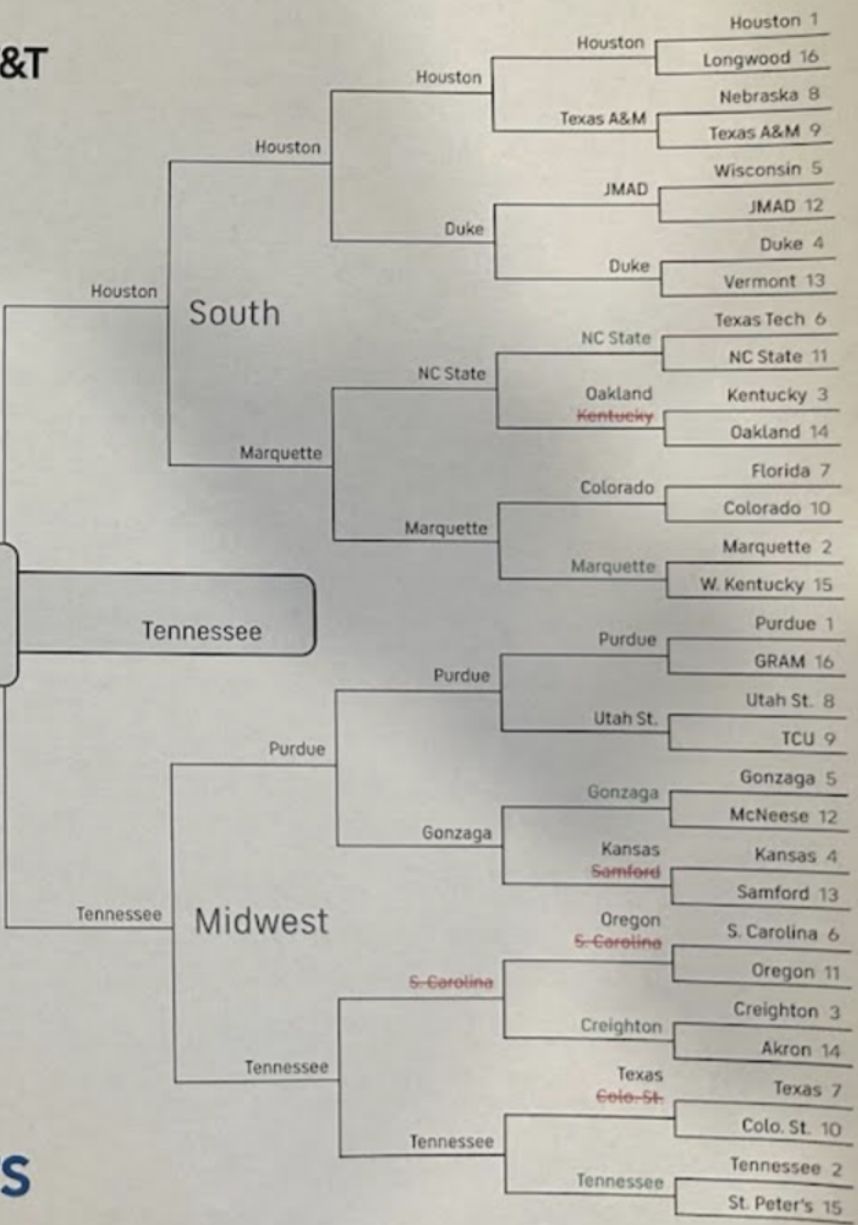 &T
Houston 1
Houston
Longwood 16
Houston
Nebraska 8
Texas A&M
Texas A&M 9
Houston
Wisconsin 5
JMAD
JMAD 12
Duke
Duke 4
Duke
Vermont 13
Houston
South
Texas Tech 6
NC State
NC State 11
NC State
Oakland
Kentucky 3
Kentucky
Oakland 14
Marquette
Florida 7
Colorado
Colorado 10
Marquette
Marquette 2
Marquette
W. Kentucky 15
Tennessee
Purdue 1
Purdue
GRAM 16
Purdue
Utah St. 8
Utah St.
TCU 9
Purdue
Gonzaga 5
Gonzaga
McNeese 12
Gonzaga
Kansas
Kansas 4
Samford
Samford 13
Tennessee
Midwest
Oregon
S. Carolina 6
S. Carolina
Oregon 11
S. Carolina
Creighton 3
Creighton
Akron 14
Tennessee
Texas
Texas 7
Colo. St.
Colo. St. 10
Tennessee
Tennessee 2
Tennessee
St. Peter's 15
S